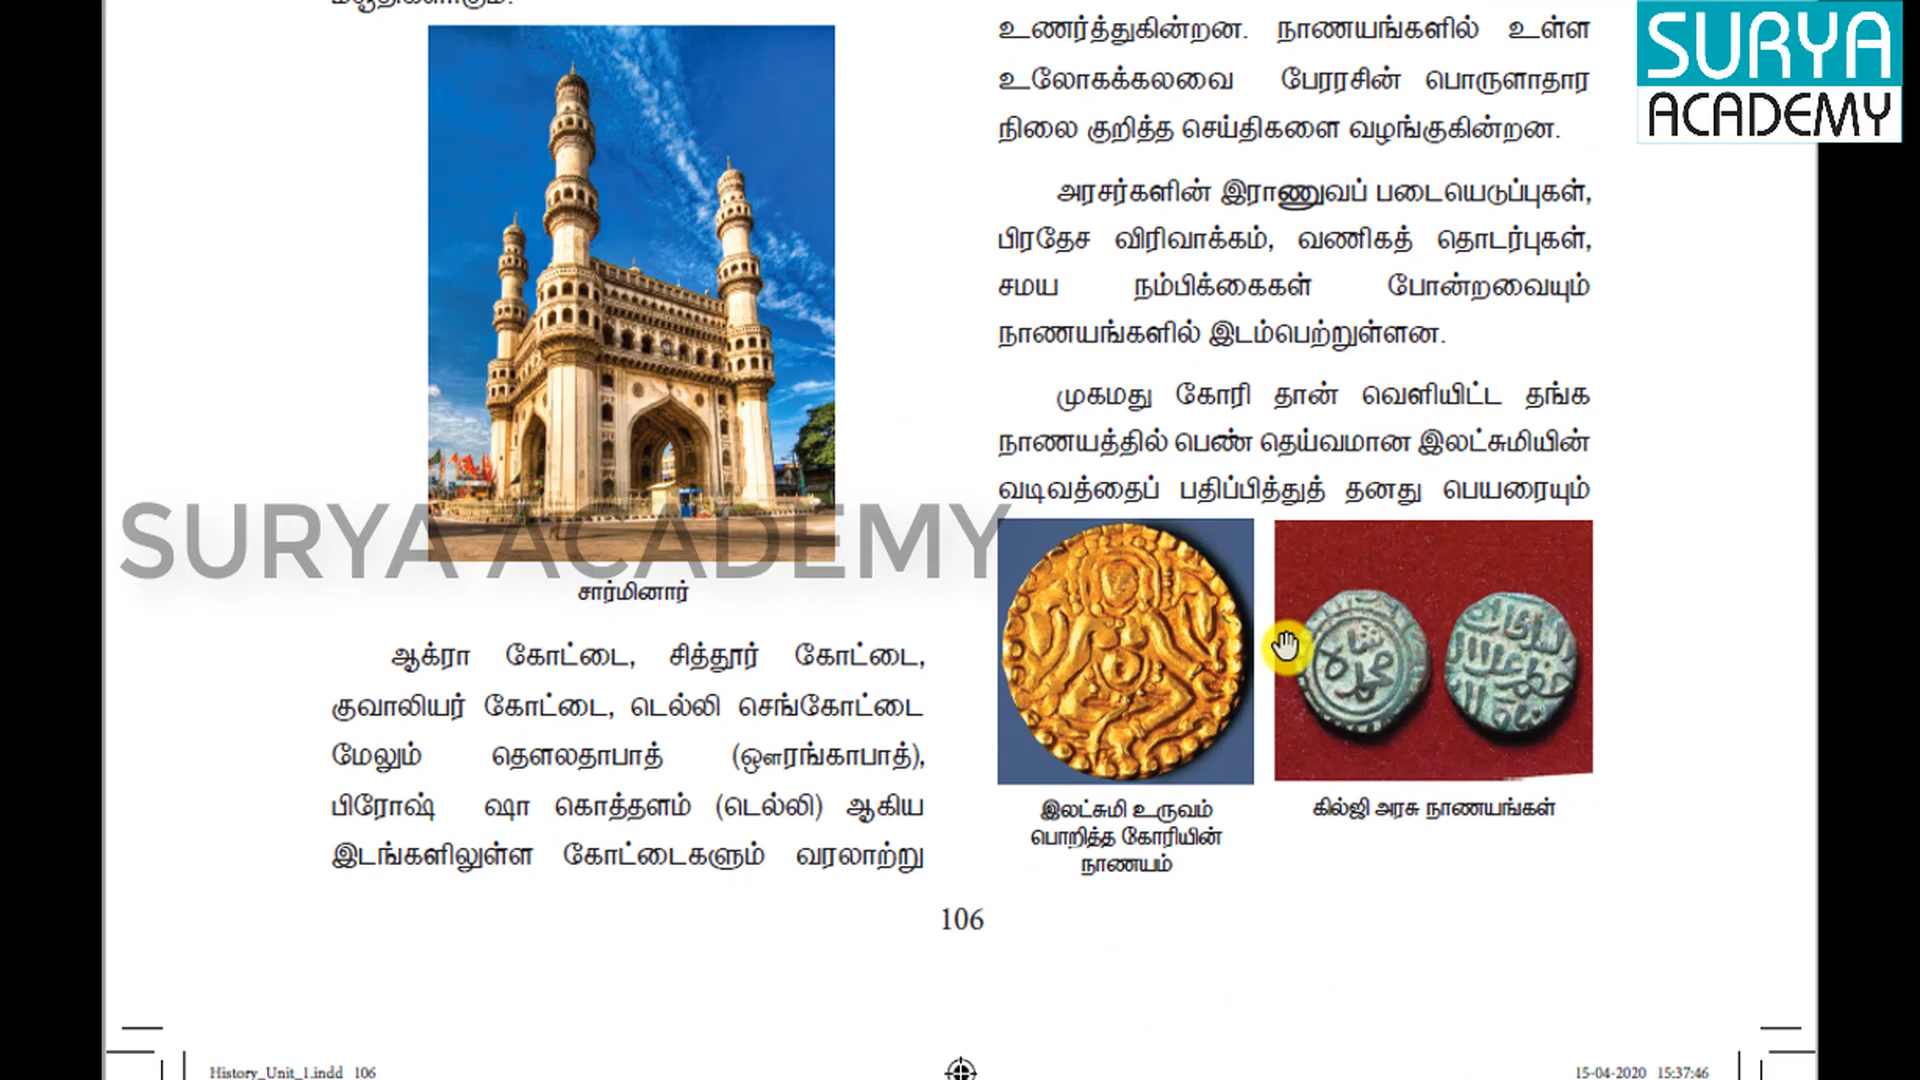 சார்மினார்
ஆக்ரா கோட்டை, சித்தூர் கோட்டை,
குவாலியர் கோட்டை, டெல்லி செங்கோட்டை
மேலும் தௌலதாபாத் (ஔரங்காபாத்),
பிரோஷ் ஷா கொத்தளம் (டெல்லி) ஆகிய
இடங்களிலுள்ள கோட்டைகளும் வரலாற்று
உணர்த்துகின்றன. நாணயங்களில் உள்ள
உலோகக்கலவை பேரரசின் பொருளாதார
நிலை குறித்த செய்திகளை வழங்குகின்றன.
அரசர்களின் இராணுவப் படையெடுப்புகள்,
பிரதேச விரிவாக்கம், வணிகத் தொடர்புகள்,
சமய நம்பிக்கைகள் போன்றவையும்
நாணயங்களில் இடம்பெற்றுள்ளன.
முகமது கோரி தான் வெளியிட்ட தங்க
நாணயத்தில் பெண் தெய்வமான இலட்சுமியின்
வடிவத்தைப் பதிப்பித்துத் தனது பெயரையும்
இலட்சுமி உருவம்
பொறித்த கோரியின்
நாணயம்
கில்ஜி அரசு நாணயங்கள்
106
History_Unit_1.indd 106
15-04-2020 15:37:46
SURYA
ACADEMY
SURYA ACADEMY